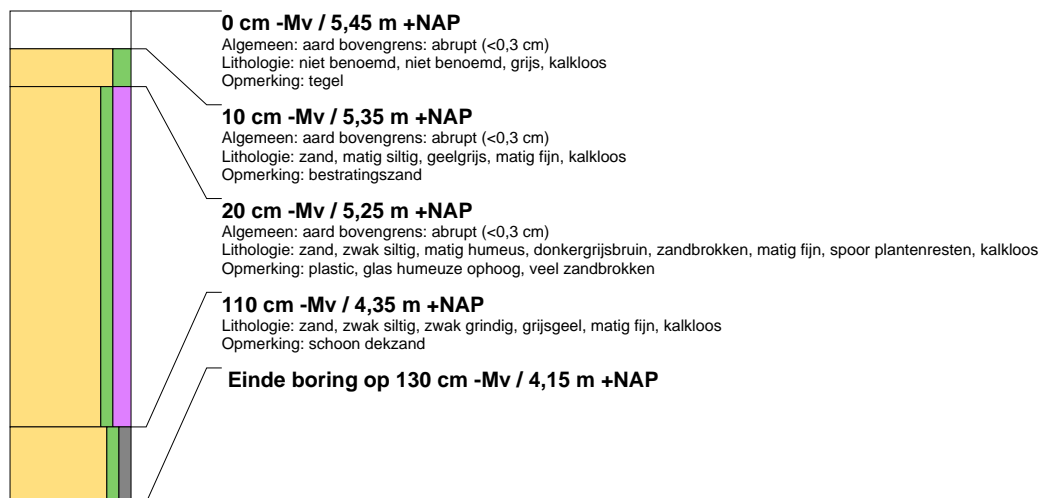 0 cm -Mv / 5,45 m +NAP
Algemeen: aard bovengrens: abrupt (<0,3 cm)
Lithologie: niet benoemd, niet benoemd, grijs, kalkloos
Opmerking: tegel
10 cm -Mv / 5,35 m +NAP
Algemeen: aard bovengrens: abrupt (<0,3 cm)
Lithologie: zand, matig siltig, geelgrijs, matig fijn, kalkloos
Opmerking: bestratingszand
20 cm -Mv / 5,25 m +NAP
Algemeen: aard bovengrens: abrupt (<0,3 cm)
Lithologie: zand, zwak siltig, matig humeus, donkergrijsbruin, zandbrokken, matig fijn, spoor plantenresten, kalkloos
Opmerking: plastic, glas humeuze ophoog, veel zandbrokken
110 cm -Mv / 4,35 m +NAP
Lithologie: zand, zwak siltig, zwak grindig, grijsgeel, matig fijn, kalkloos
Opmerking: schoon dekzand
Einde boring op 130 cm -Mv / 4,15 m +NAP